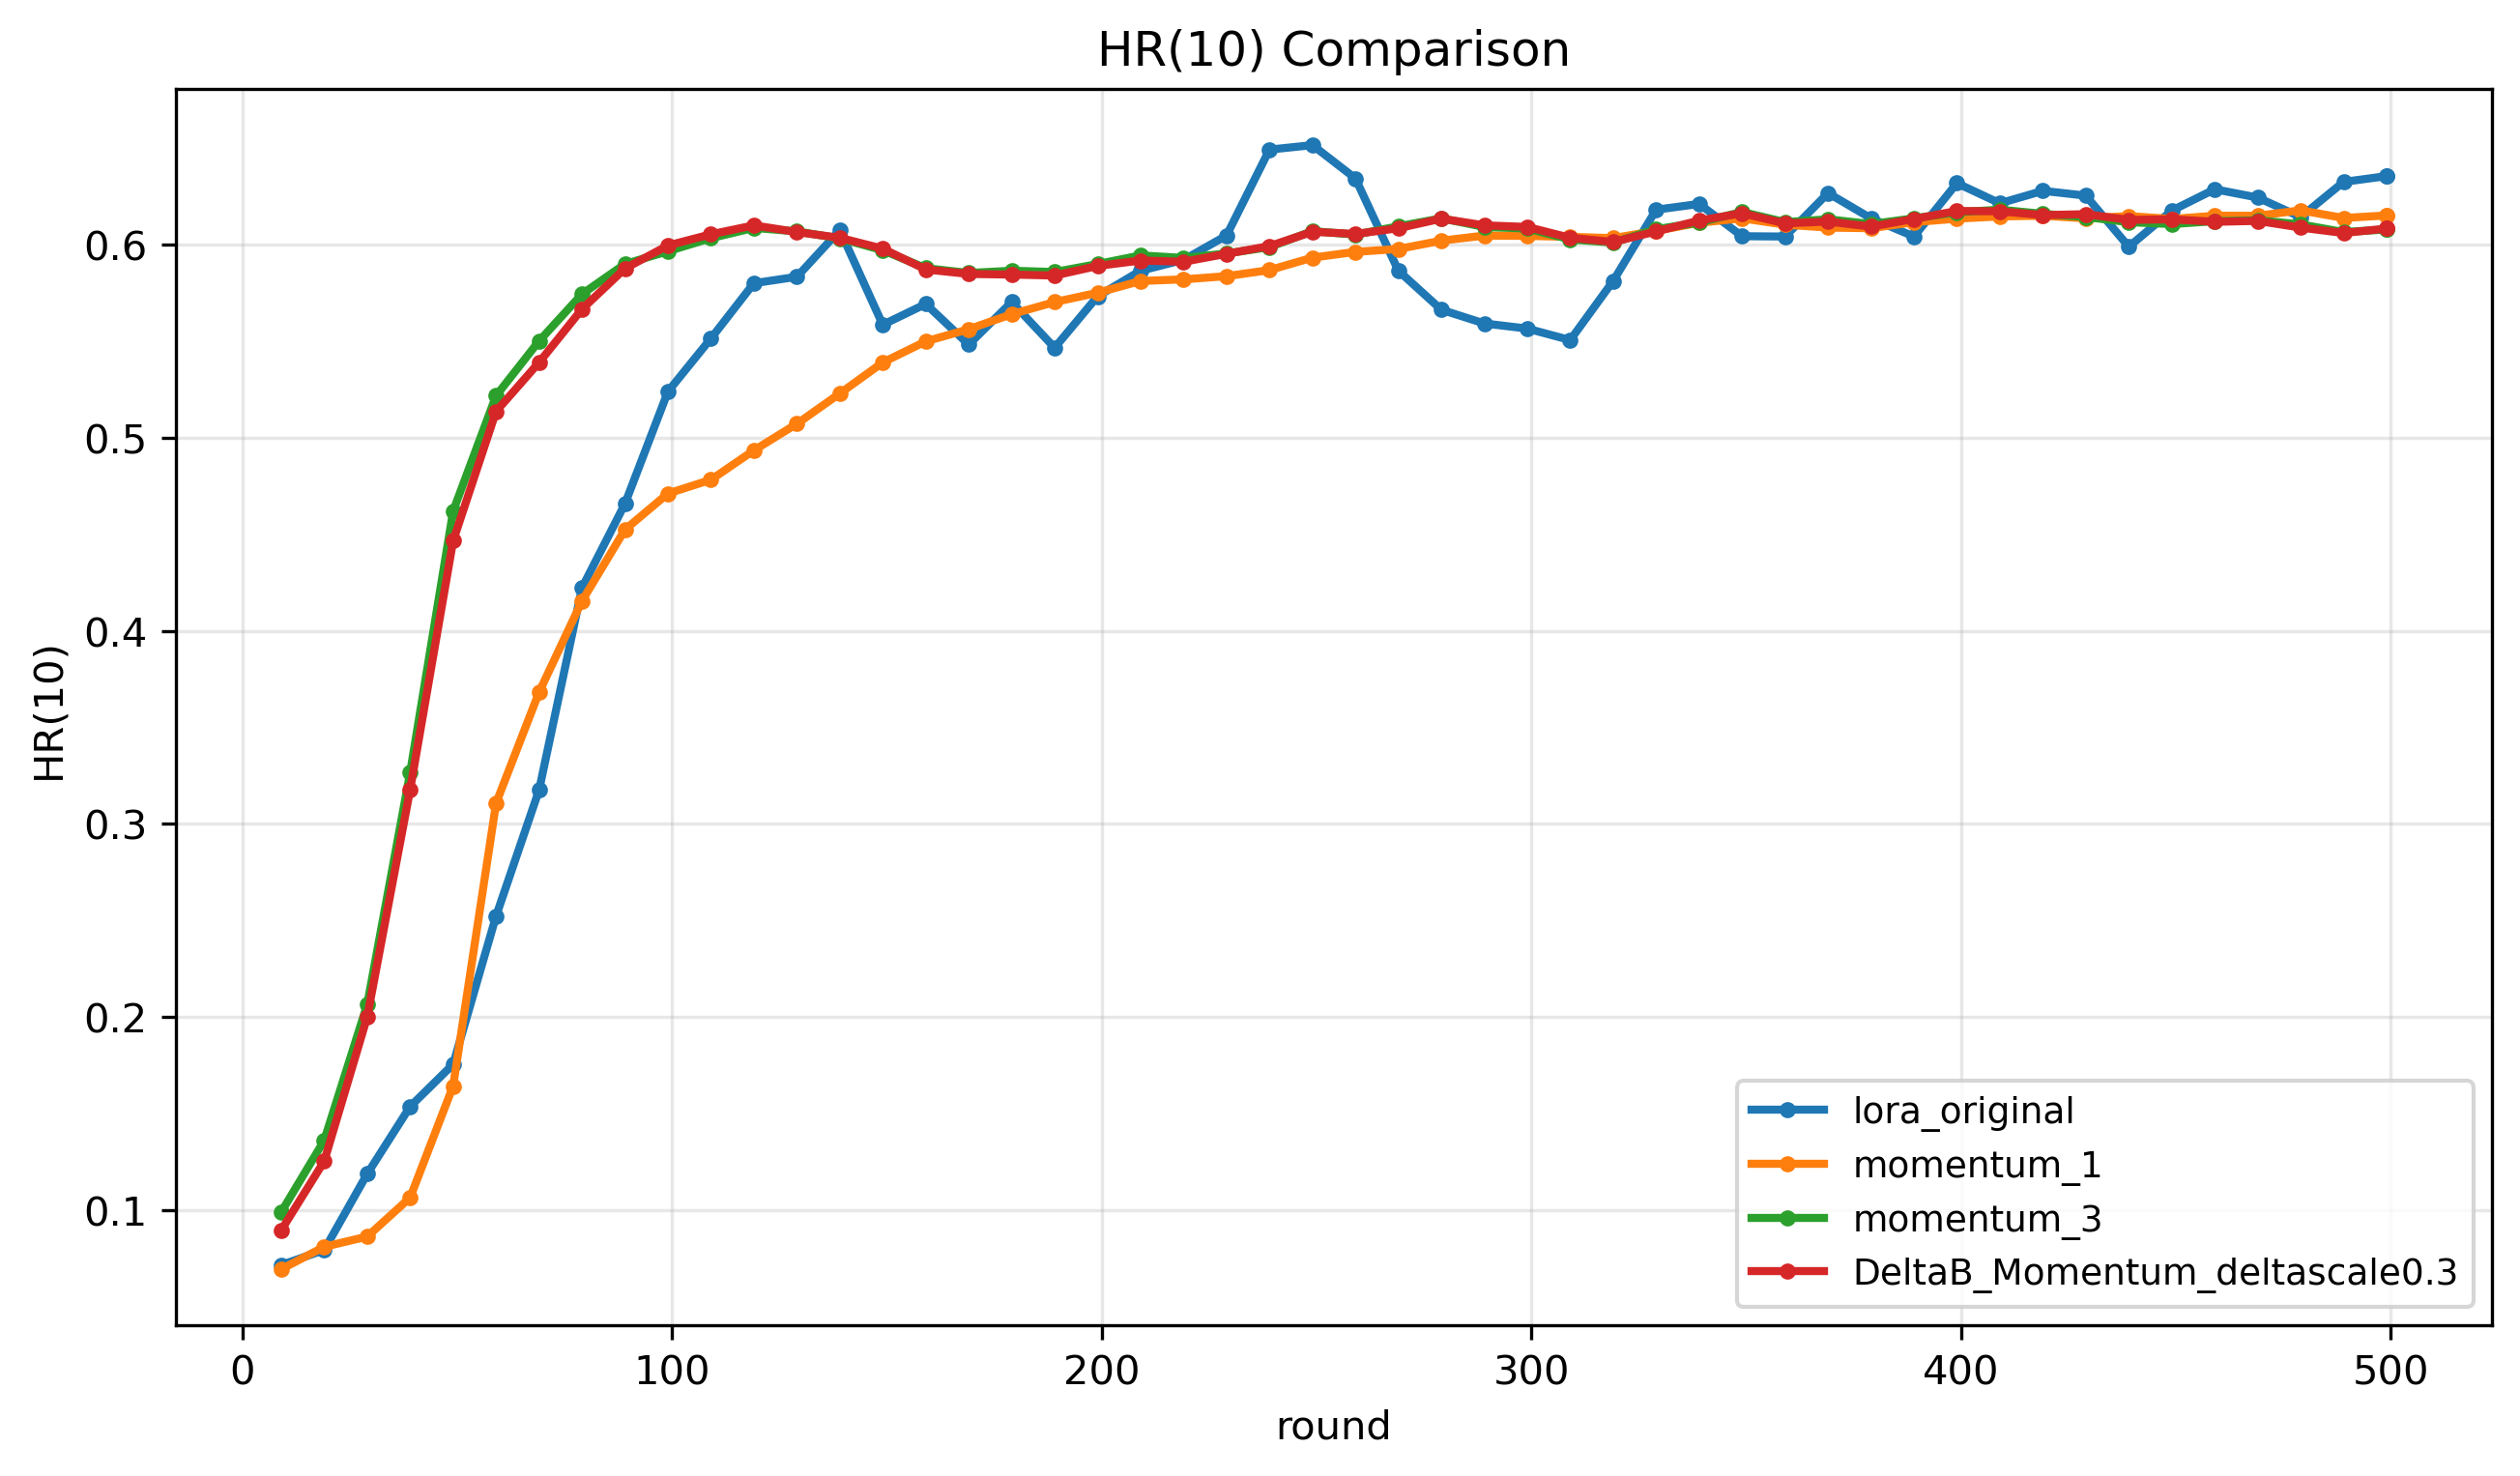 HR(10) Comparison
HR(10)
0.6
0.5
0.4
0.3
0.2
0.1
0
100
200
300
400
500
round
lora_original
momentum_1
momentum_3
DeltaB_Momentum_deltascale0.3